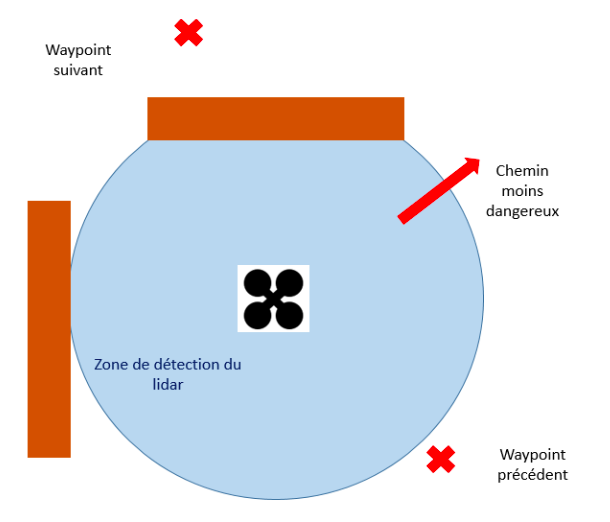 Waypoint
suivant
Chemin
moins
dangereux
Zone de détection du
lidar
Waypoint
précédent